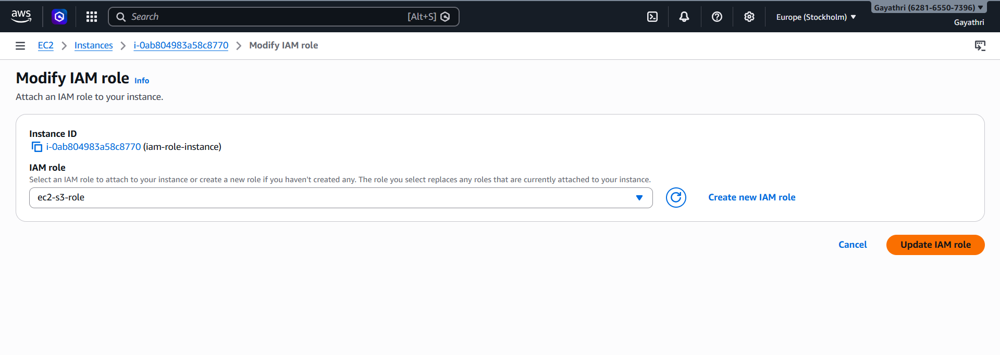 aws
Search
[Alt+S]
Europe (Stockholm)
Gayathri (6281-6550-7396)
Gayathri
EC2
Instances
i-0ab804983a58c8770
Modify IAM role
Modify IAM role Info
Attach an IAM role to your instance.
Instance ID
i-0ab804983a58c8770 (iam-role-instance)
IAM role
Select an IAM role to attach to your instance or create a new role if you haven't created any. The role you select replaces any roles that are currently attached to your instance.
ec2-s3-role
Create new IAM role
Cancel
Update IAM role